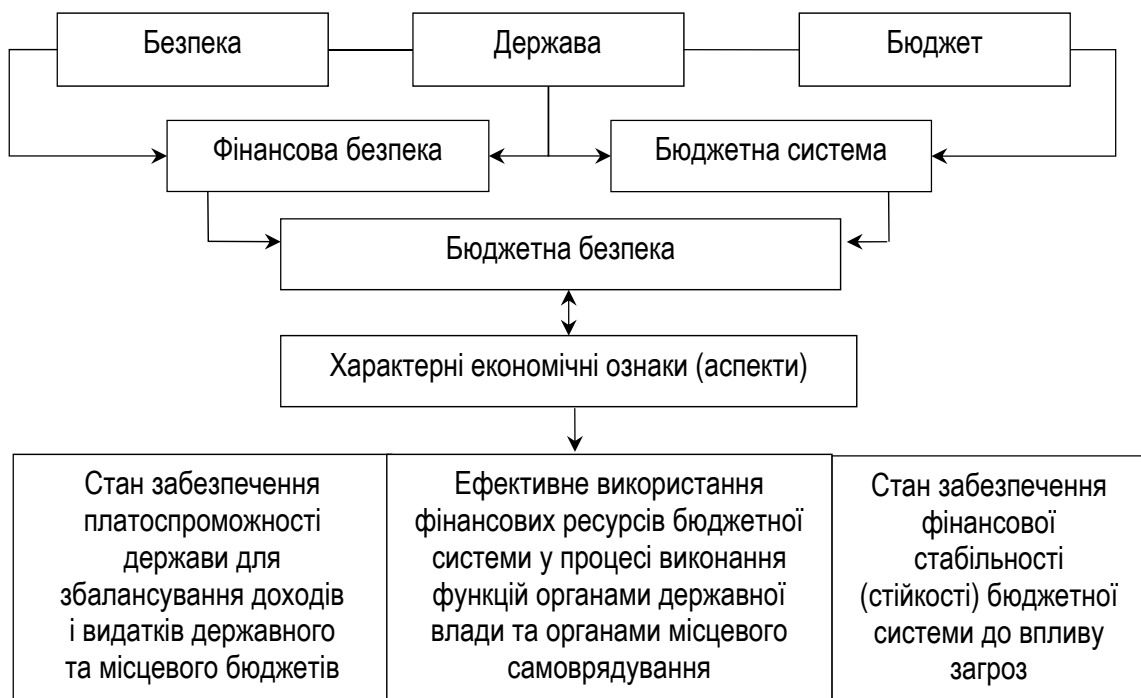 Безпека
Держава
Бюджет
Фінансова безпека
Бюджетна система
Бюджетна безпека
Характерні економічні ознаки (аспекти)
Стан забезпечення
платоспроможності
держави для
збалансування доходів
і видатків державного
та місцевого бюджетів
Ефективне використання
фінансових ресурсів бюджетної
системи у процесі виконання
функцій органами державної
влади та органами місцевого
самоврядування
Стан забезпечення
фінансової
стабільності
(стійкості) бюджетної
системи до впливу
загроз